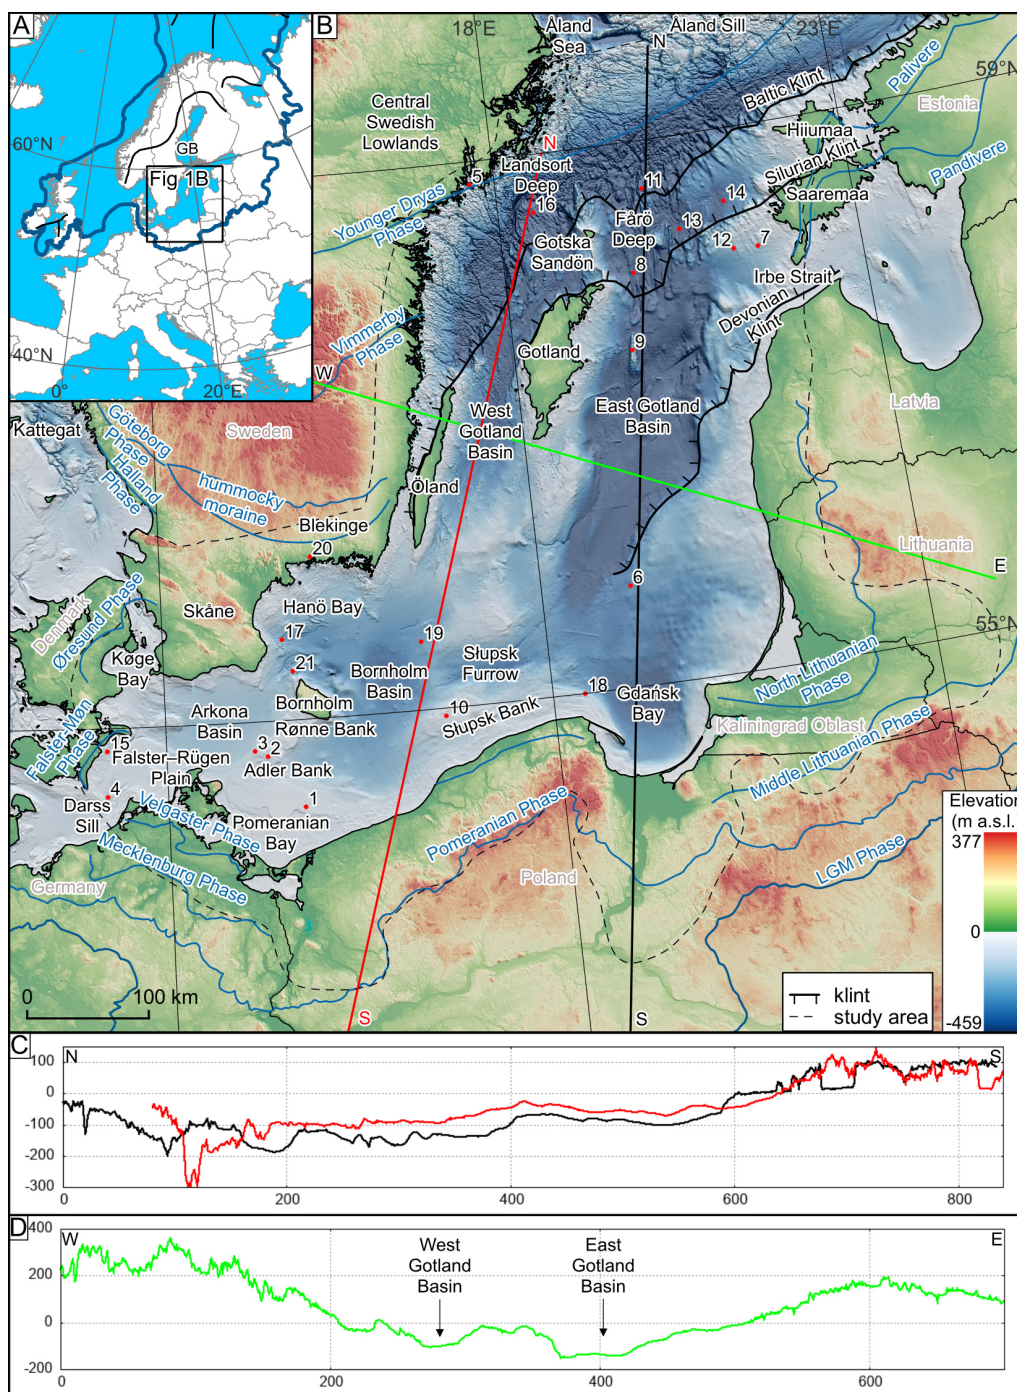 A
60°N
40°N
0°
20°E
GB
Fig 1B
B
18°E
Åland
Sea
Åland Sill
N
23°E
59°N
Central
Swedish
Lowlands
Baltic Klint
Palivere
Estonia
Hiiumaa
Silurian Klint
Saaremaa
Pandivere
N
Landsort
Deep
5
16
11
14
13
12
7
Younger Dryas
Phase
Fårö
Deep
Gotska
Sandön
8
Irbe Strait
Devonian
Klint
Vimmerby
Phase
W
Gotland
9
West
Gotland
Basin
East Gotland
Basin
Latvia
Kattegat
Göteborg
Phase
Halland
Phase
Sweden
hummocky
moraine
Öland
Blekinge
20
Lithuania
E
6
Denmark
Øresund Phase
Skåne
Hanö Bay
17
19
Køge
Bay
21
Bornholm
Basin
Słupsk
Furrow
55°N
North Lithuanian
Phase
Bornholm
18
Gdańsk
Bay
Arkona
Basin
Rønne Bank
10
Słupsk Bank
Kaliningrad Oblast
Falster-Møn
Phase
15
3
2
Falster–Rügen
Plain
Adler Bank
Middle Lithuanian Phase
4
Darss
Sill
1
Velgaster Phase
Pomeranian
Bay
Pomeranian Phase
Mecklenburg Phase
Germany
Poland
LGM Phase
Elevation
(m a.s.l.)
377
0
-459
0
100 km
klint
study area
S
S
C
N
S
100
0
-100
-200
-300
0
200
400
600
800
D
W
E
400
200
0
-200
West
Gotland
Basin
East
Gotland
Basin
0
200
400
600